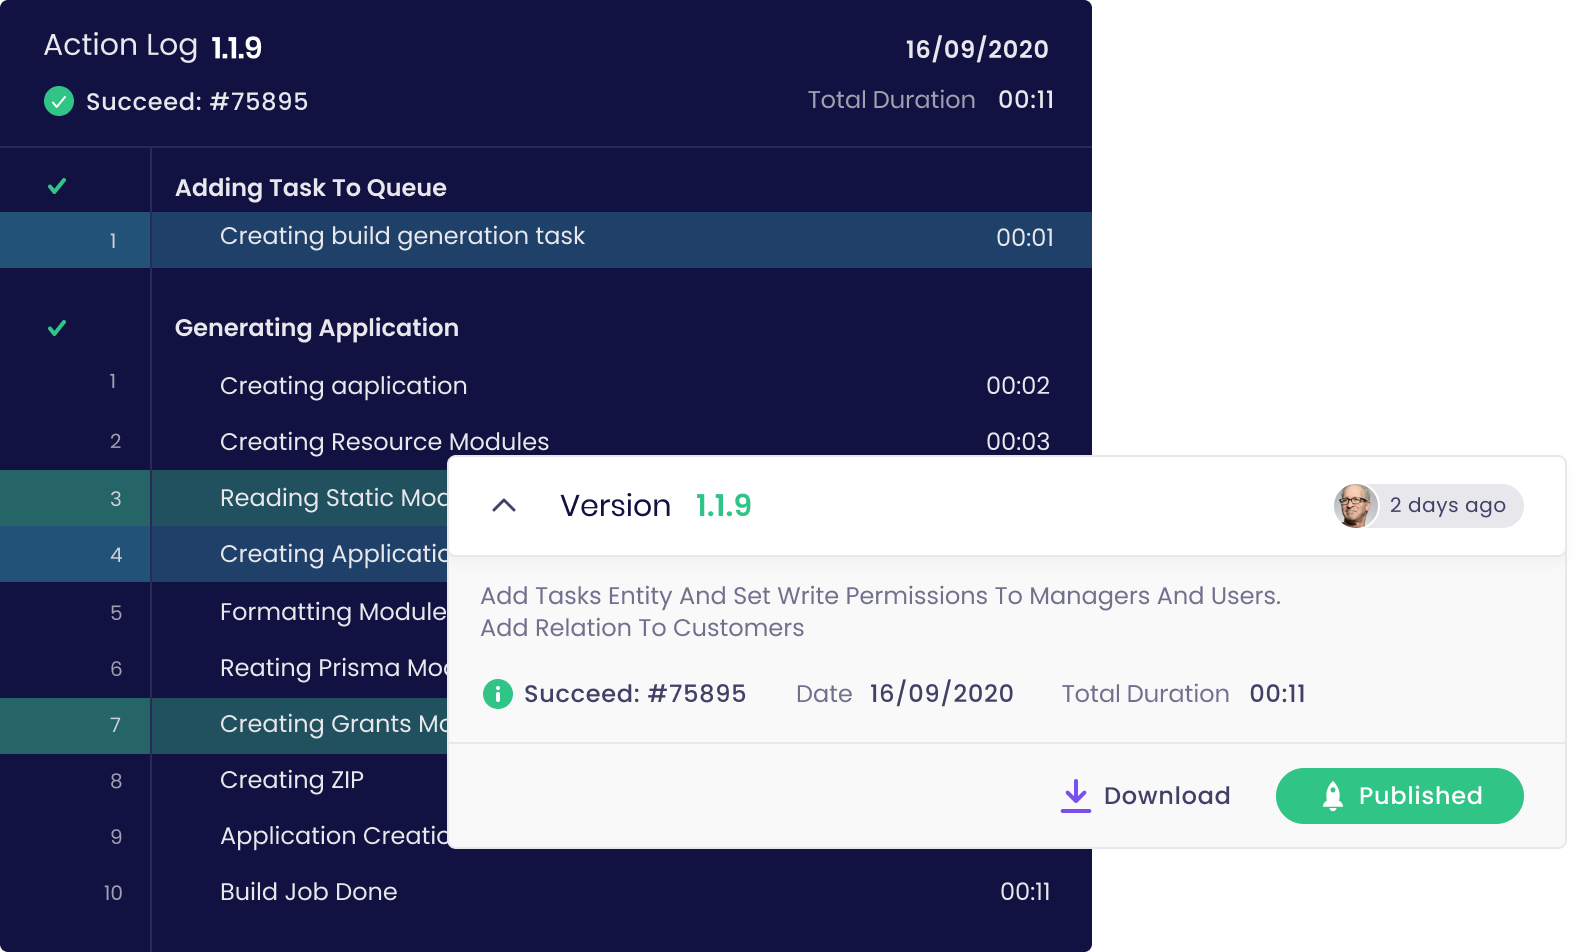 Action Log 1.1.9
16/09/2020
Succeed: #75895
Total Duration 00:11
Adding Task To Queue
1 Creating build generation task 00:01
Generating Application
1 Creating aaplication 00:02
2 Creating Resource Modules 00:03
3 Reading Static
4 Creating
5 Formatting Module
6 Reating Prisma
7 Creating Grants
8 Creating ZIP
9 Application
10 Build Job Done 00:11
Version 1.1.9
2 days ago
Add Tasks Entity And Set Write Permissions To Managers And Users.
Add Relation To Customers
Succeed: #75895 Date 16/09/2020 Total Duration 00:11
Download
Published